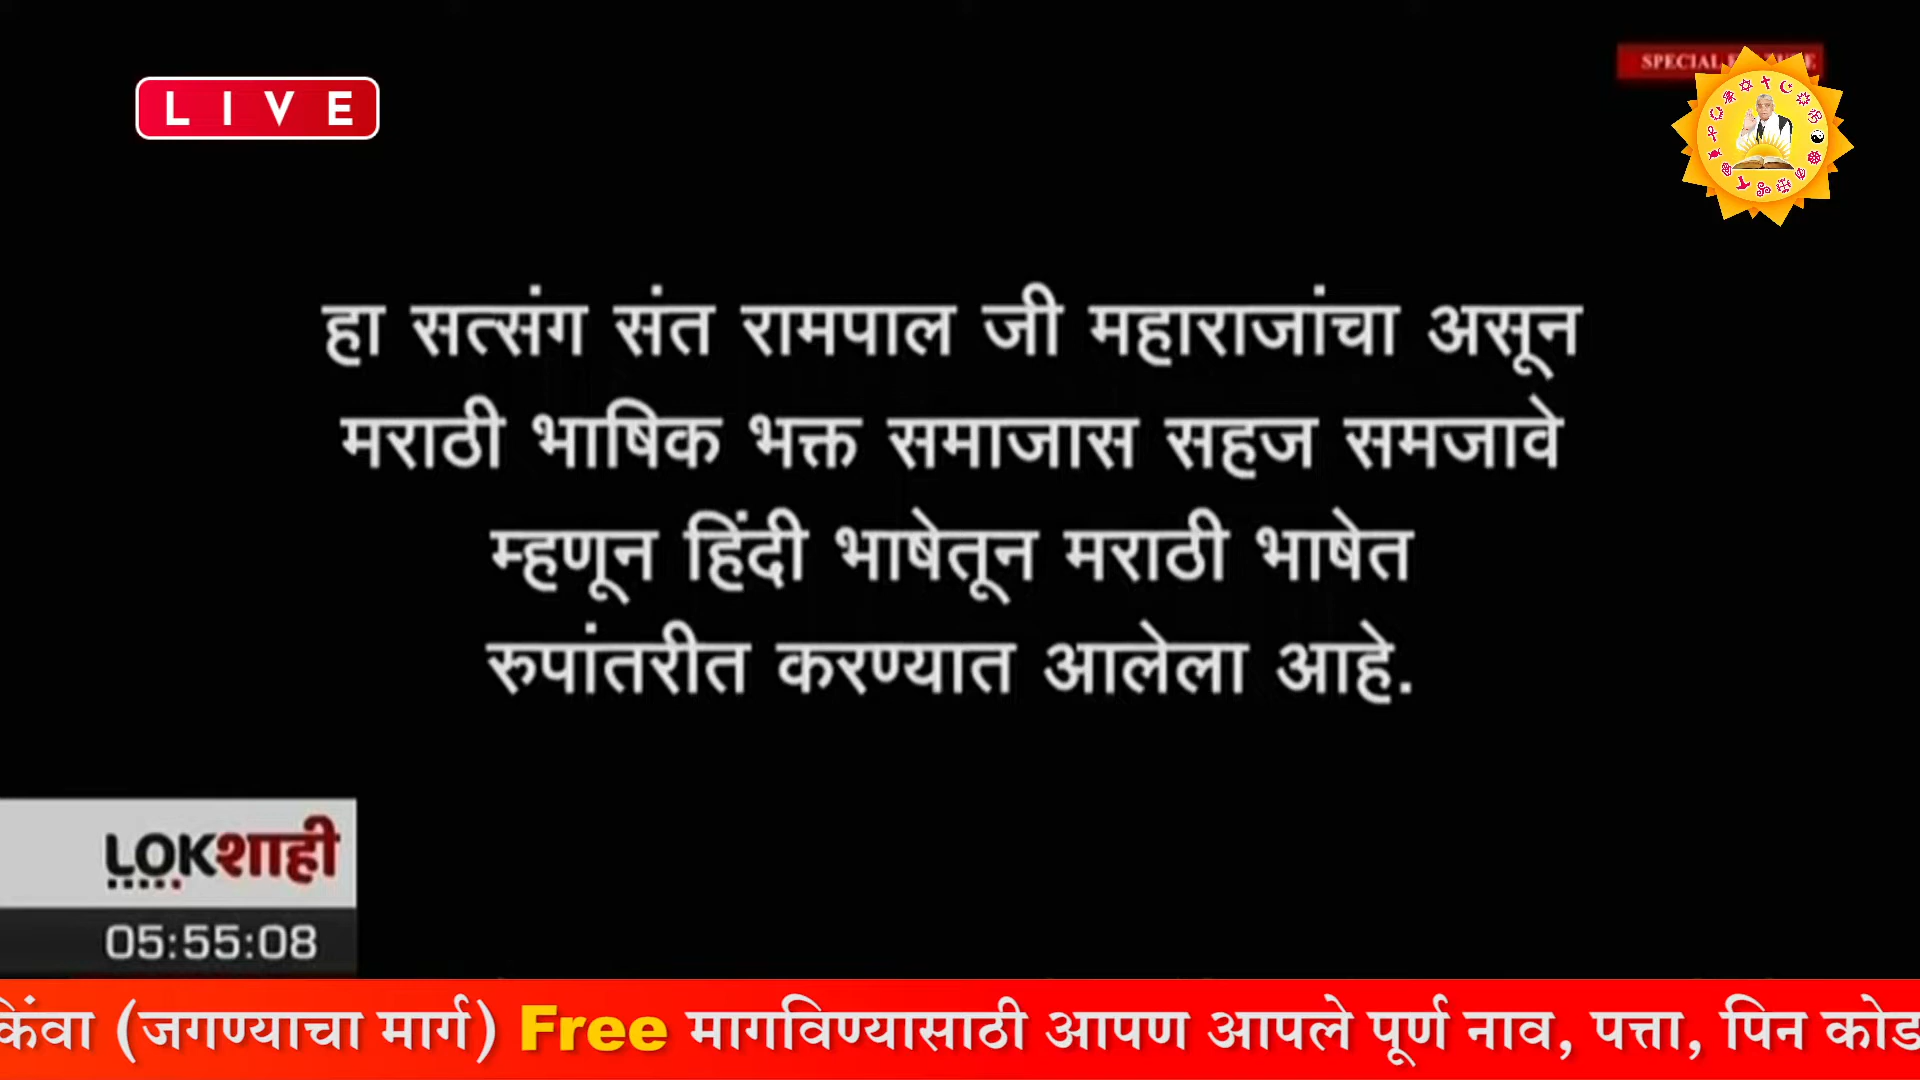 LIVE
SPECIAL
हा सत्संग संत रामपाल जी महाराजांचा असून
मराठी भाषिक भक्त समाजास सहज समजावे
म्हणून हिंदी भाषेतून मराठी भाषेत
रुपांतरीत करण्यात आलेला आहे.
LOKशाही
05:55:08
किंवा (जगण्याचा मार्ग) Free मागविण्यासाठी आपण आपले पूर्ण नाव, पत्ता, पिन कोड